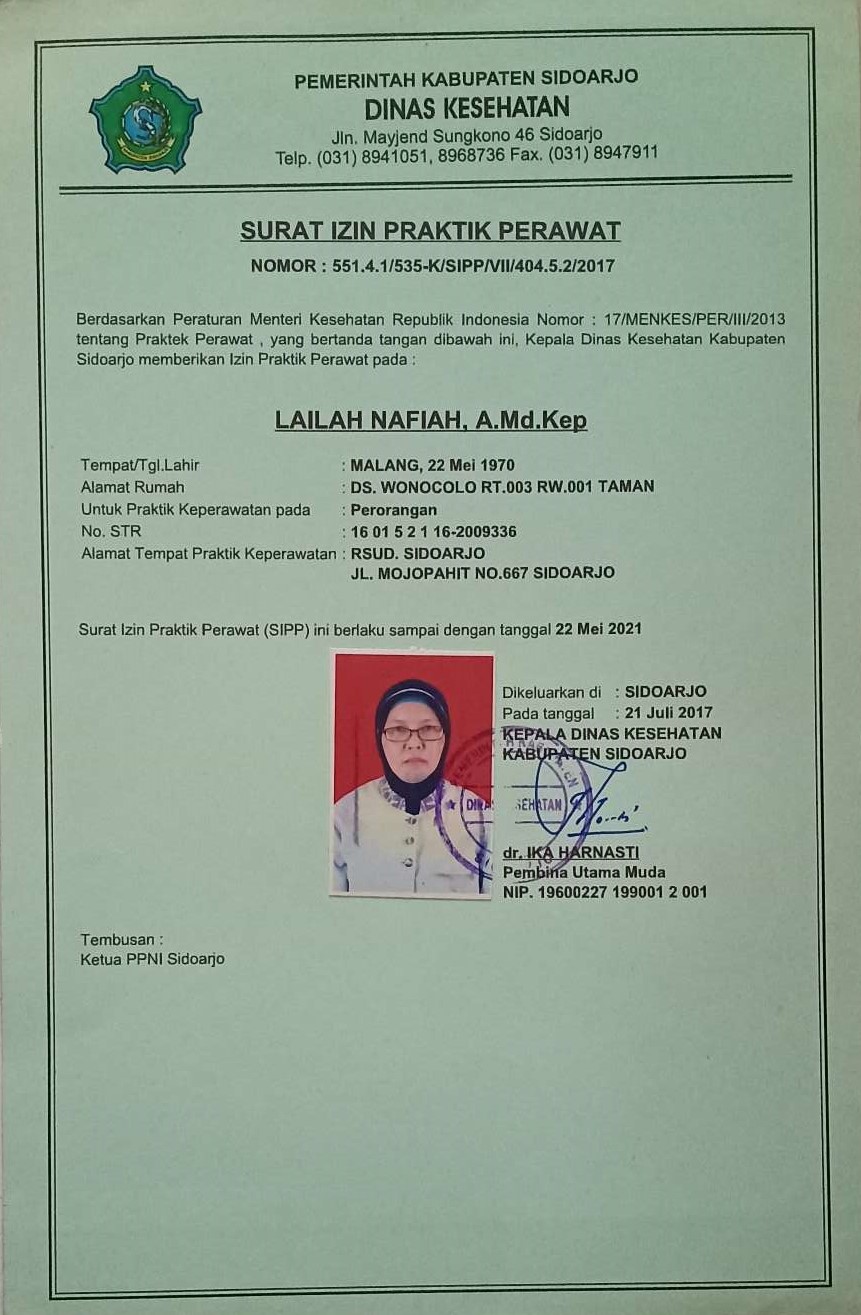 PEMERINTAH KABUPATEN SIDOARJO
DINAS KESEHATAN
Jln. Mayjend Sungkono 46 Sidoarjo
Telp. (031) 8941051, 8968736 Fax. (031) 8947911
SURAT IZIN PRAKTIK PERAWAT
NOMOR : 551.4.1/535-K/SIPP/VII/404.5.2/2017
Berdasarkan Peraturan Menteri Kesehatan Republik Indonesia Nomor : 17/MENKES/PER/III/2013
tentang Praktek Perawat , yang bertanda tangan dibawah ini, Kepala Dinas Kesehatan Kabupaten
Sidoarjo memberikan Izin Praktik Perawat pada :
LAILAH NAFIAH, A.Md.Kep
Tempat/Tgl.Lahir : MALANG, 22 Mei 1970
Alamat Rumah : DS. WONOCOLO RT.003 RW.001 TAMAN
Untuk Praktik Keperawatan pada : Perorangan
No. STR : 16 01 5 2 1 16-2009336
Alamat Tempat Praktik Keperawatan : RSUD. SIDOARJO
JL. MOJOPAHIT NO.667 SIDOARJO
Surat Izin Praktik Perawat (SIPP) ini berlaku sampai dengan tanggal 22 Mei 2021
Dikeluarkan di : SIDOARJO
Pada tanggal : 21 Juli 2017
KEPALA DINAS KESEHATAN
KABUPATEN SIDOARJO
dr. IKA HARNASTI
Pembina Utama Muda
NIP. 19600227 199001 2 001
Tembusan :
Ketua PPNI Sidoarjo